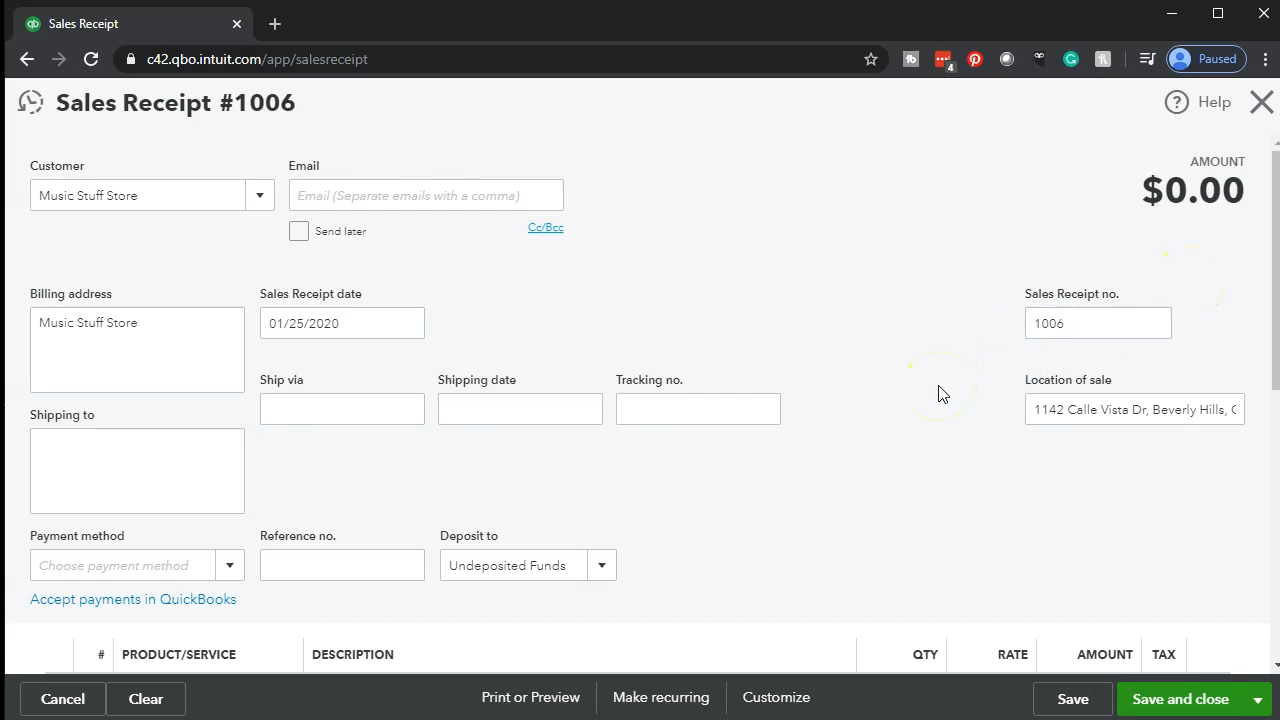 qb Sales Receipt
c42.qbo.intuit.com/app/salesreceipt
4
Paused
Sales Receipt #1006
Help
Customer
Email
AMOUNT
Music Stuff Store
Email (Separate emails with a comma)
$0.00
Send later
Cc/Bcc
Billing address
Sales Receipt date
Sales Receipt no.
Music Stuff Store
01/25/2020
1006
Ship via
Shipping date
Tracking no.
Location of sale
1142 Calle Vista Dr, Beverly Hills, C
Shipping to
Payment method
Reference no.
Deposit to
Choose payment method
Undeposited Funds
Accept payments in QuickBooks
# PRODUCT/SERVICE DESCRIPTION QTY RATE AMOUNT TAX
Cancel
Clear
Print or Preview
Make recurring
Customize
Save
Save and close